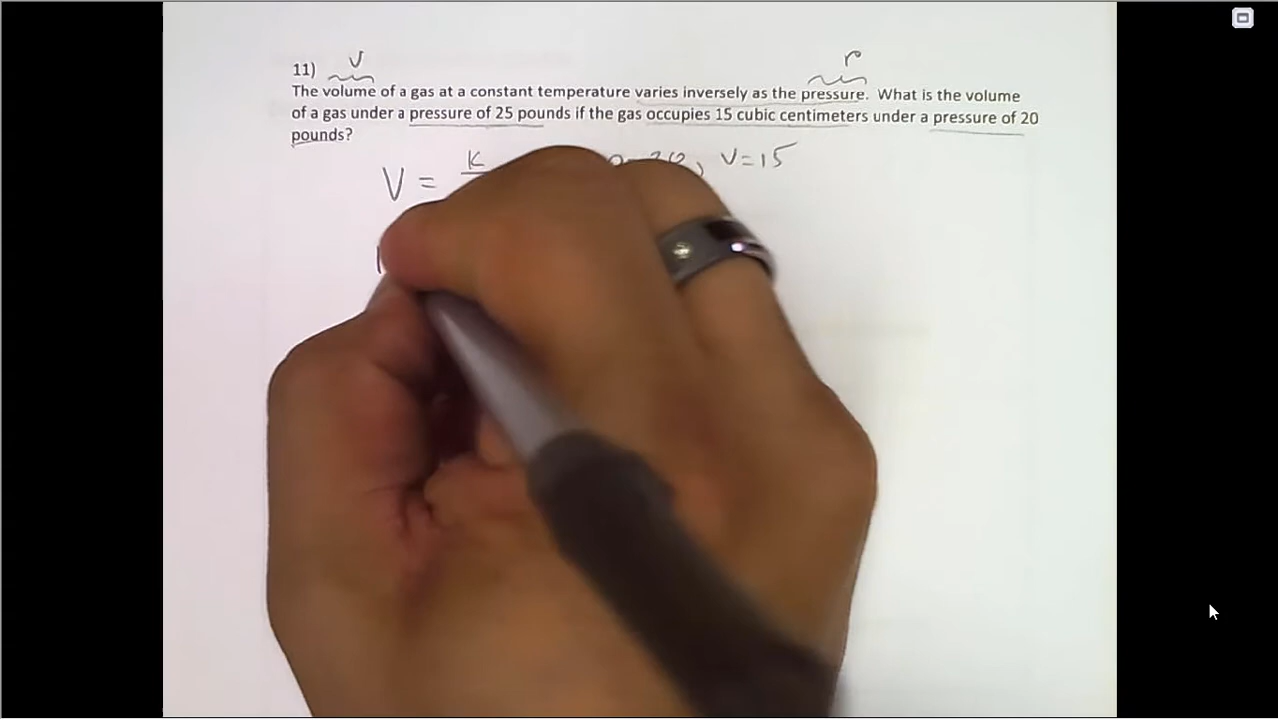 11) V P
The volume of a gas at a constant temperature varies inversely as the pressure. What is the volume
of a gas under a pressure of 25 pounds if the gas occupies 15 cubic centimeters under a pressure of 20
pounds?
V = K , V=15